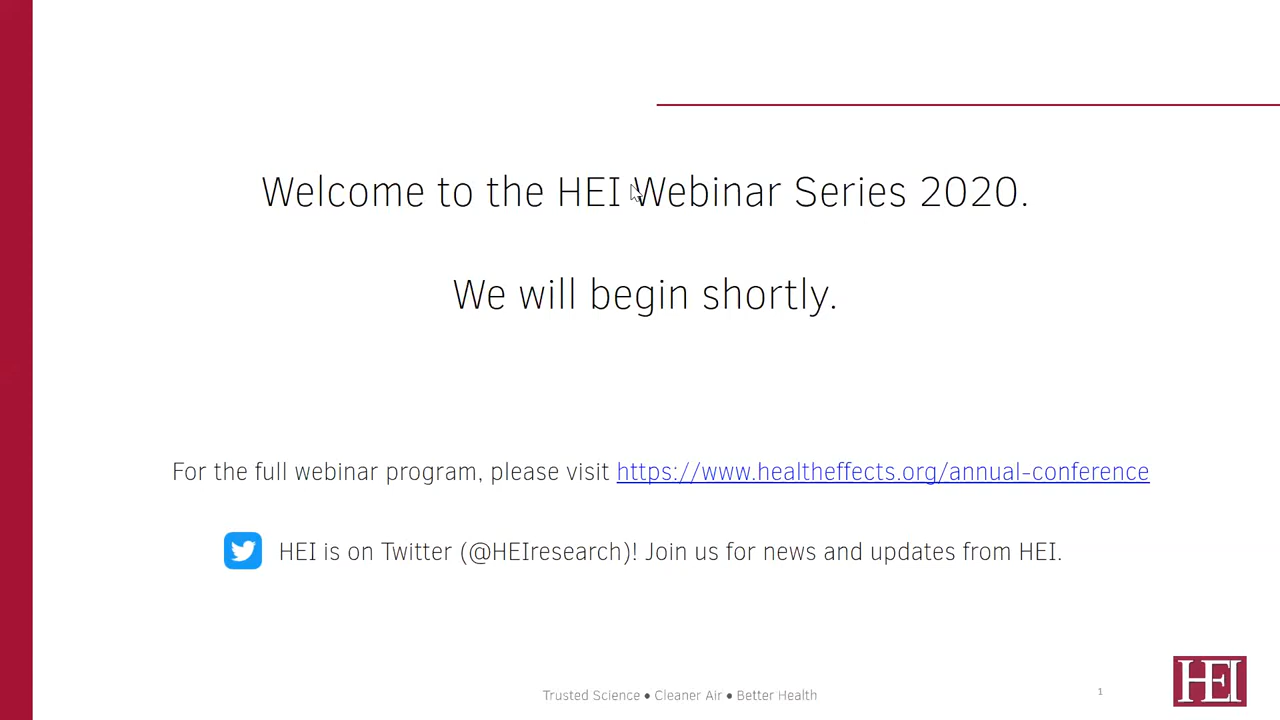 Welcome to the HEI Webinar Series 2020.
We will begin shortly.
For the full webinar program, please visit https://www.healtheffects.org/annual-conference
HEI is on Twitter (@HEIresearch)! Join us for news and updates from HEI.
Trusted Science • Cleaner Air • Better Health
1
HEI